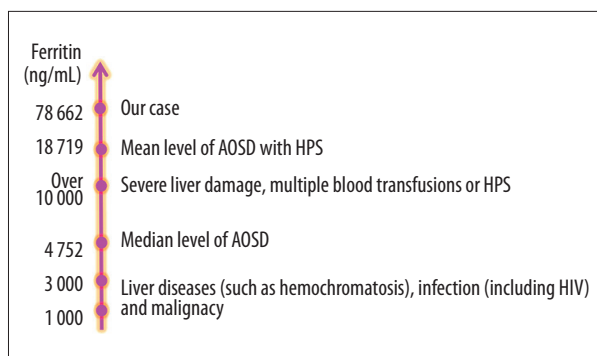 Ferritin
(ng/mL)
78 662 Our case
18 719 Mean level of AOSD with HPS
Over
10 000 Severe liver damage, multiple blood transfusions or HPS
4 752 Median level of AOSD
3 000 Liver diseases (such as hemochromatosis), infection (including HIV)
1 000 and malignacy